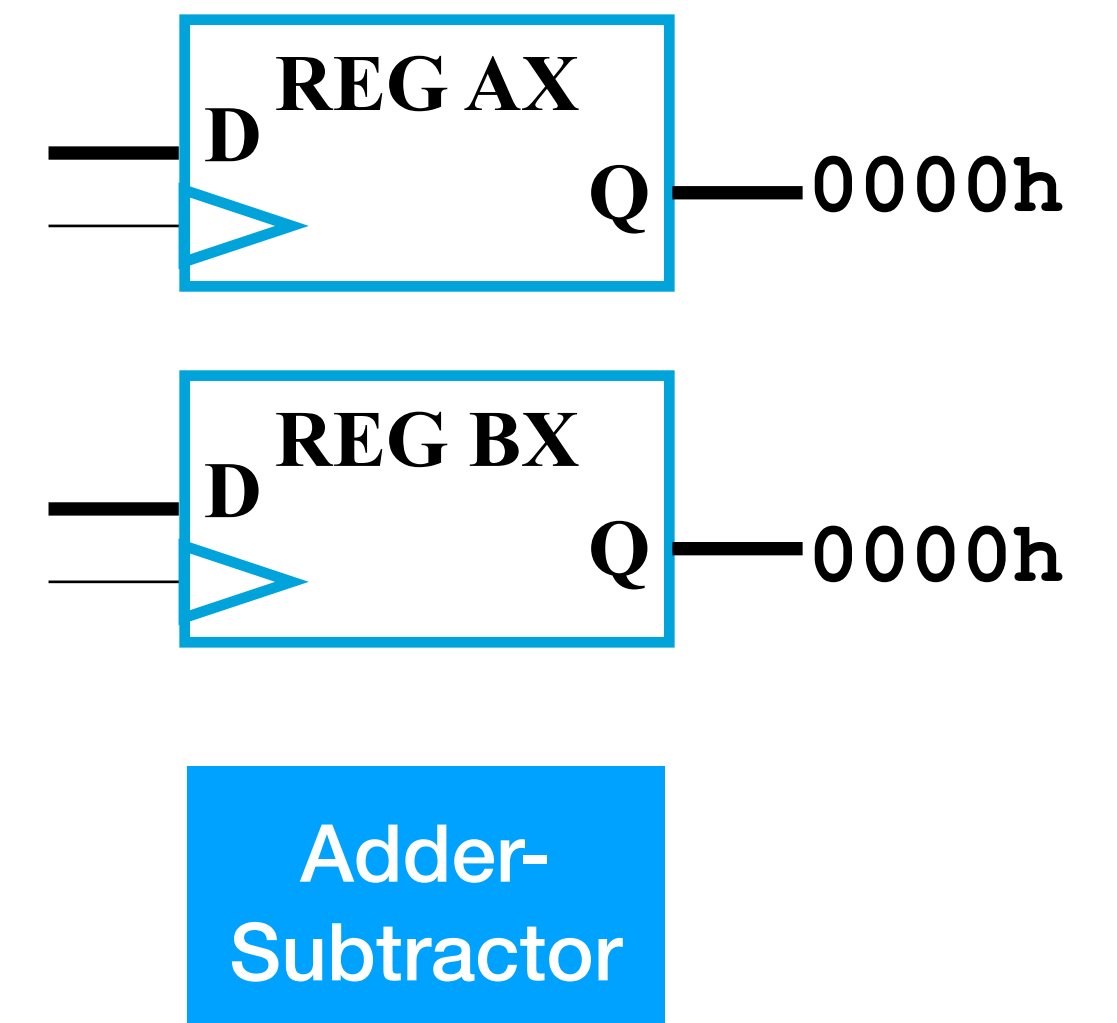 REG AX
D
Q
0000h
REG BX
D
Q
0000h
Adder-
Subtractor